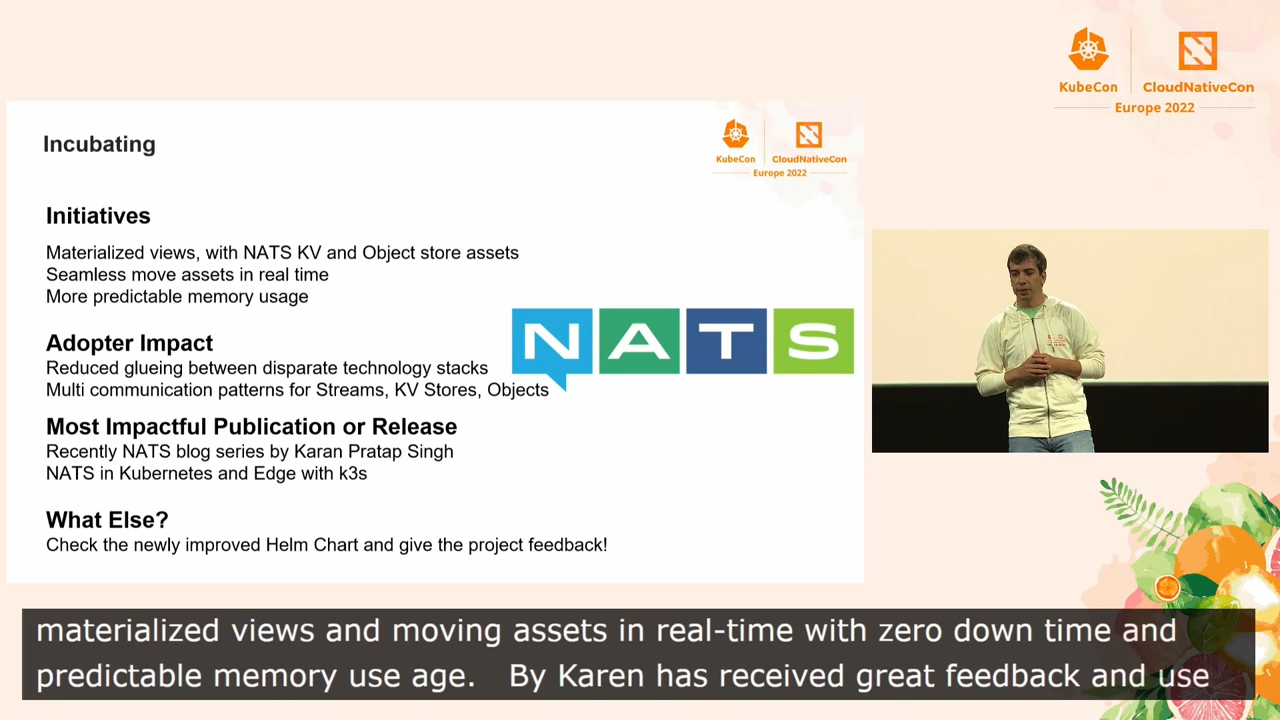 KubeCon
CloudNativeCon
Europe 2022
Incubating
KubeCon
CloudNativeCon
Europe 2022
Initiatives
Materialized views, with NATS KV and Object store assets
Seamless move assets in real time
More predictable memory usage
NATS
Adopter Impact
Reduced glueing between disparate technology stacks
Multi communication patterns for Streams, KV Stores, Objects
Most Impactful Publication or Release
Recently NATS blog series by Karan Pratap Singh
NATS in Kubernetes and Edge with k3s
What Else?
Check the newly improved Helm Chart and give the project feedback!
materialized views and moving assets in real-time with zero down time and
predictable memory use age.   By Karen has received great feedback and use